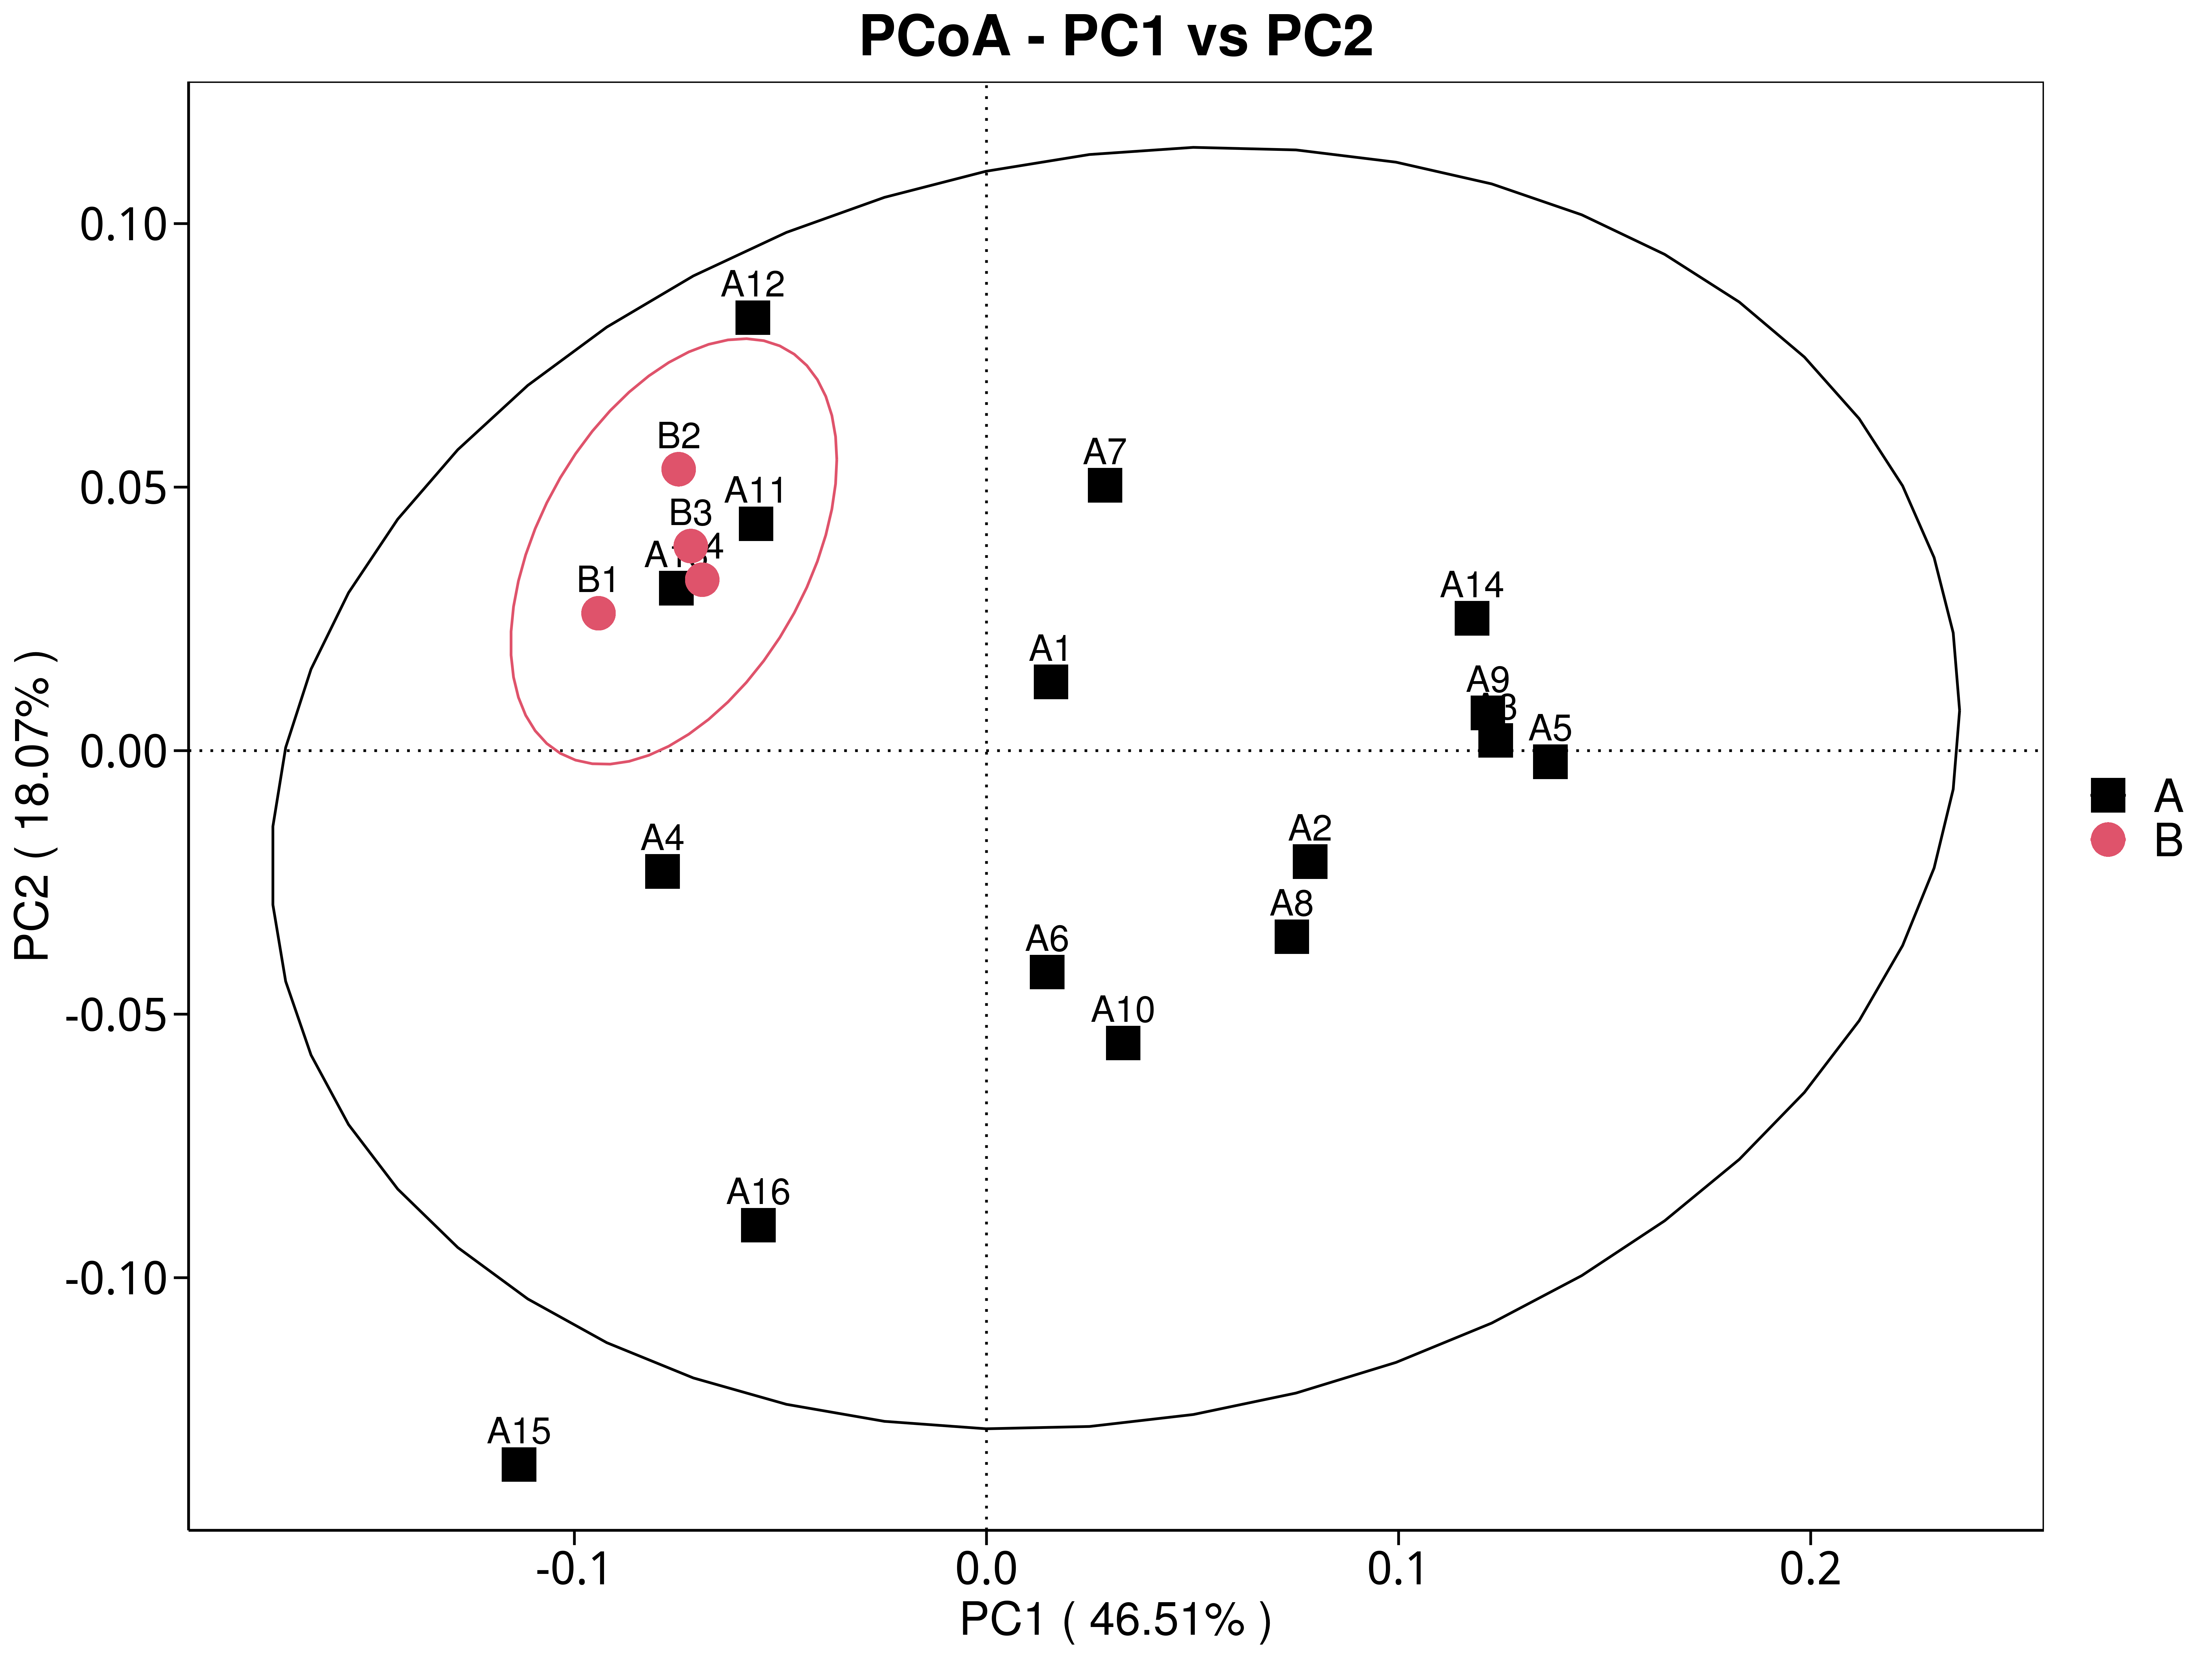 PCoA - PC1 vs PC2
0.10
0.05
0.00
-0.05
-0.10
PC2 ( 18.07% )
A12
B2
A11
B3
B1
A7
A14
A1
A9
A5
A4
A2
A8
A6
A10
A16
A15
A
B
-0.1
0.0
0.1
0.2
PC1 ( 46.51% )